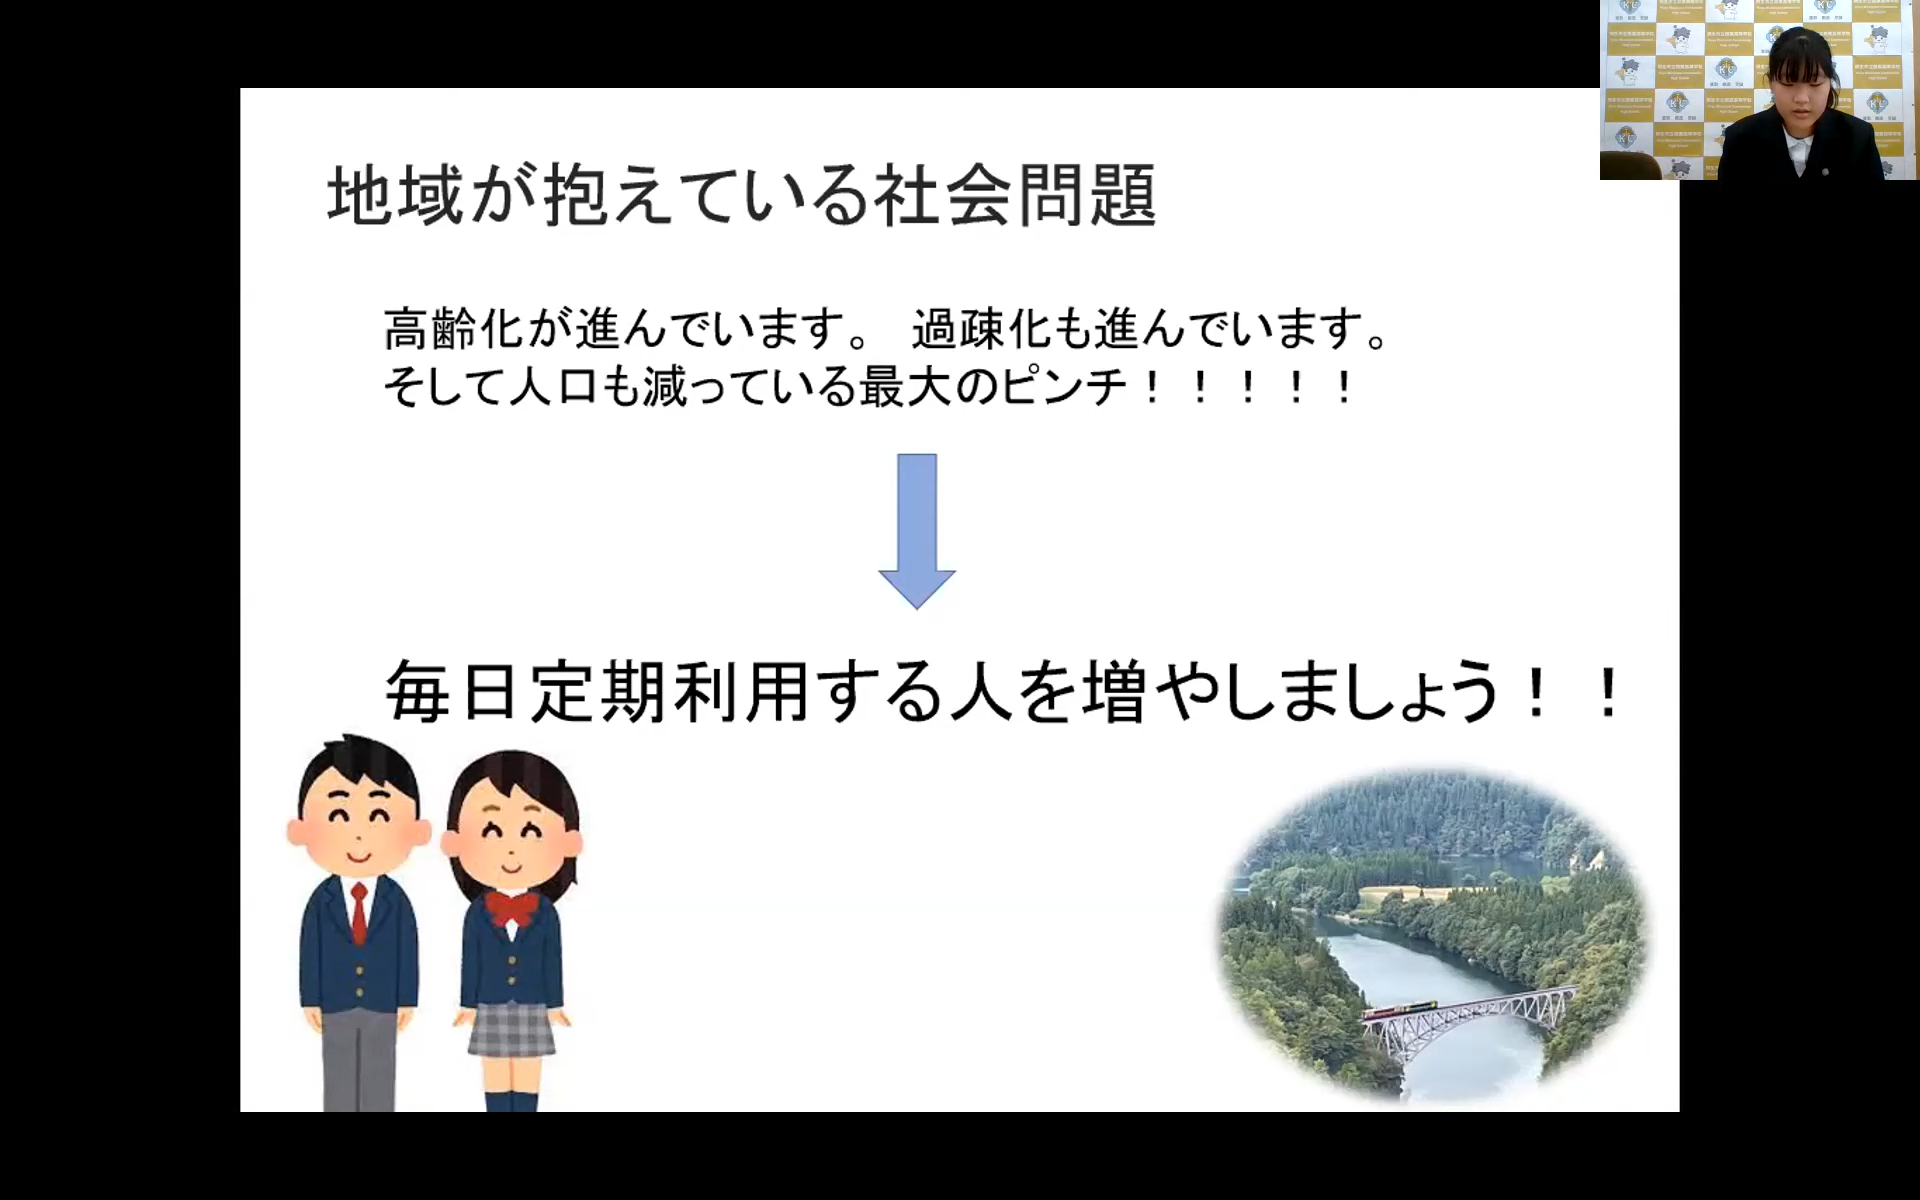 地域が抱えている社会問題
高齢化が進んでいます。 過疎化も進んでいます。
そして人口も減っている最大のピンチ！！！！！
毎日定期利用する人を増やしましょう！！